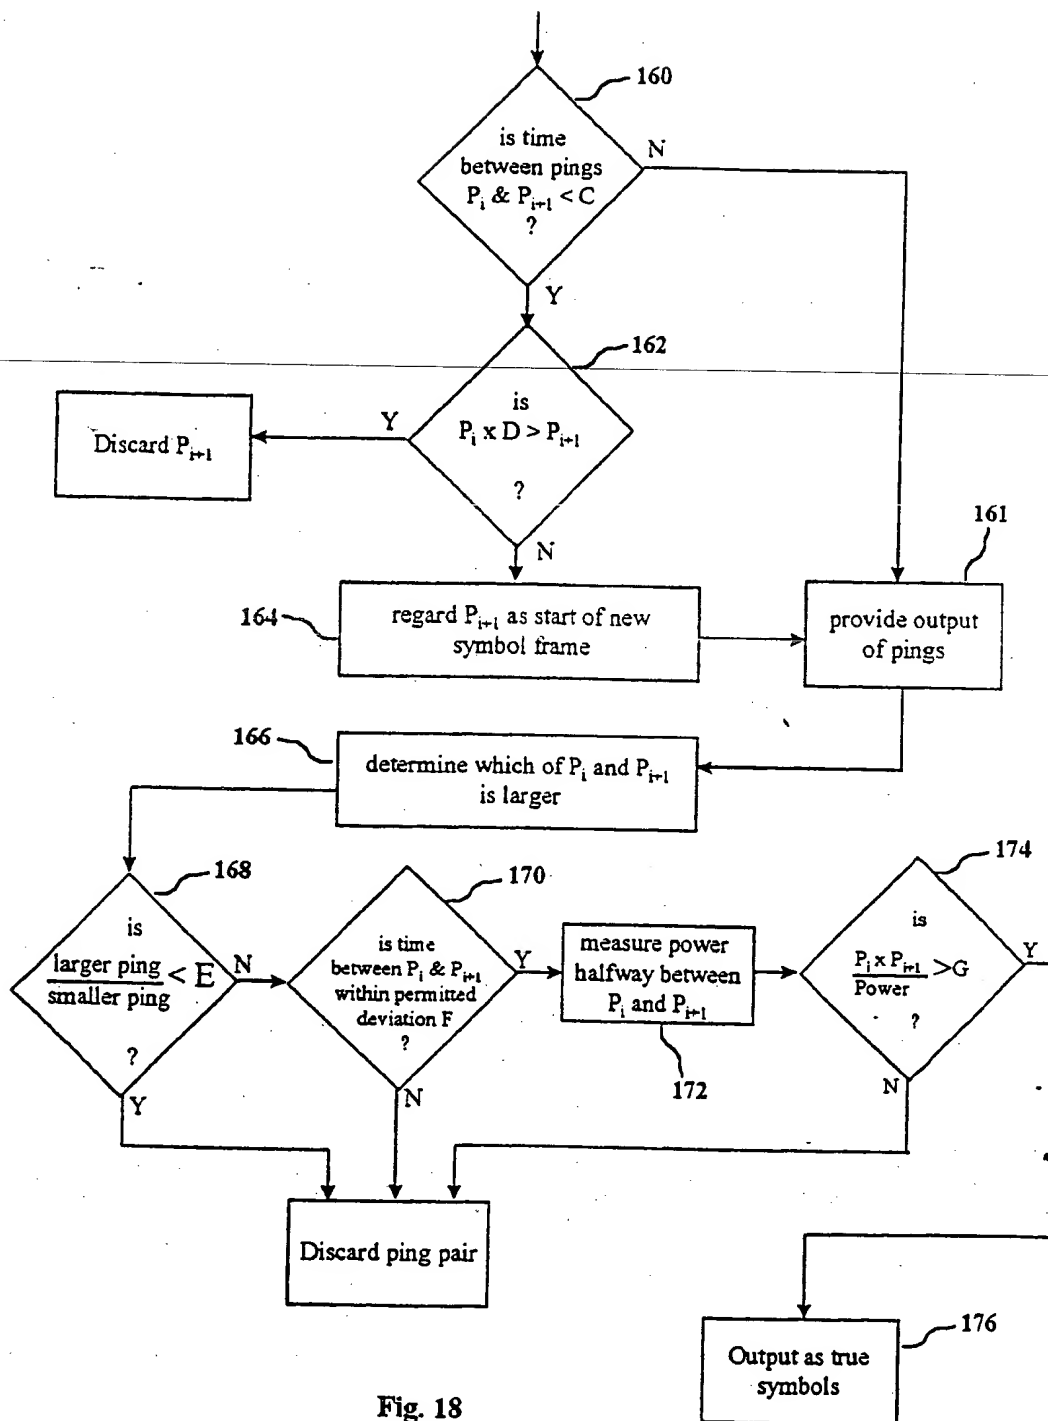 160
is time
between pings
Pᵢ & Pᵢ₊₁ < C
?
N
Y
162
is
Pᵢ x D > Pᵢ₊₁
?
Y
N
Discard Pᵢ₊₁
161
provide output
of pings
164
regard Pᵢ₊₁ as start of new
symbol frame
166
determine which of Pᵢ and Pᵢ₊₁
is larger
168
is
larger ping
smaller ping < E
?
N
Y
170
is time
between Pᵢ & Pᵢ₊₁
within permitted
deviation F
?
Y
N
measure power
halfway between
Pᵢ and Pᵢ₊₁
172
174
is
Pᵢ x Pᵢ₊₁
Power >G
?
Y
N
Discard ping pair
176
Output as true
symbols
Fig. 18